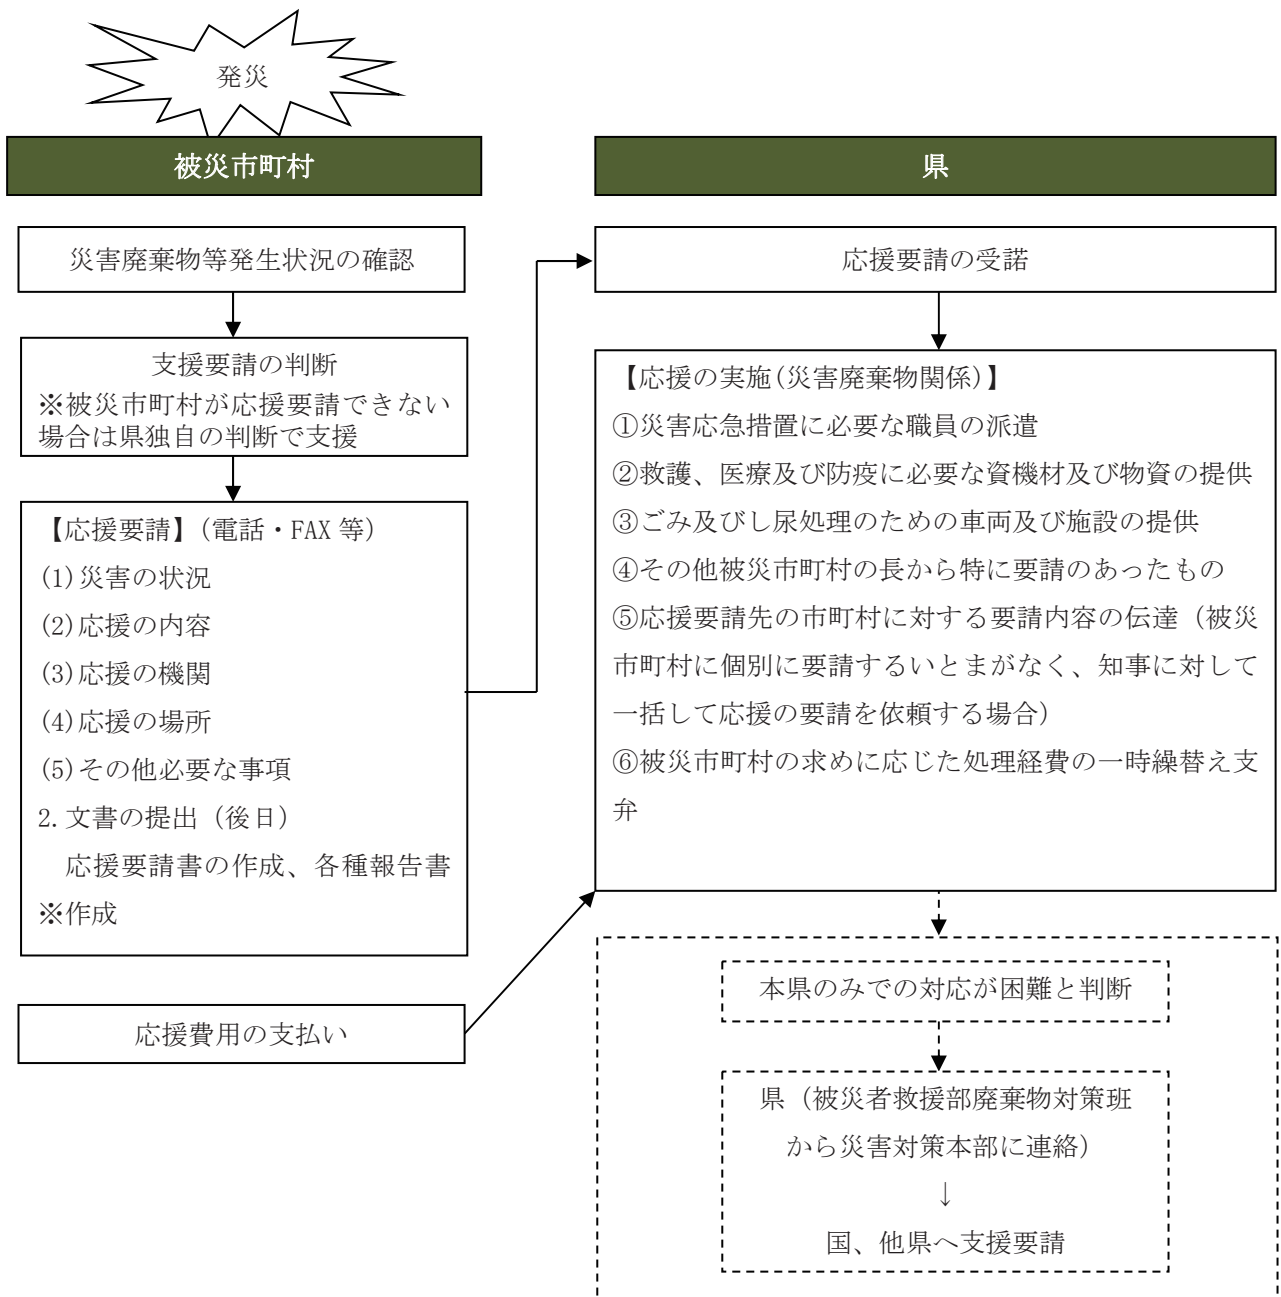 発災
被災市町村
災害廃棄物等発生状況の確認
支援要請の判断
※被災市町村が応援要請できない
場合は県独自の判断で支援
【応援要請】(電話・FAX 等)
(1)災害の状況
(2)応援の内容
(3)応援の機関
(4)応援の場所
(5)その他必要な事項
2.文書の提出（後日）
応援要請書の作成、各種報告書
※作成
応援費用の支払い
県
応援要請の受諾
【応援の実施(災害廃棄物関係)】
①災害応急措置に必要な職員の派遣
②救護、医療及び防疫に必要な資機材及び物資の提供
③ごみ及びし尿処理のための車両及び施設の提供
④その他被災市町村の長から特に要請のあったもの
⑤応援要請先の市町村に対する要請内容の伝達（被災
市町村に個別に要請するいとまがなく、知事に対して
一括して応援の要請を依頼する場合）
⑥被災市町村の求めに応じた処理経費の一時繰替え支
弁
本県のみでの対応が困難と判断
県（被災者救援部廃棄物対策班
から災害対策本部に連絡）
↓
国、他県へ支援要請